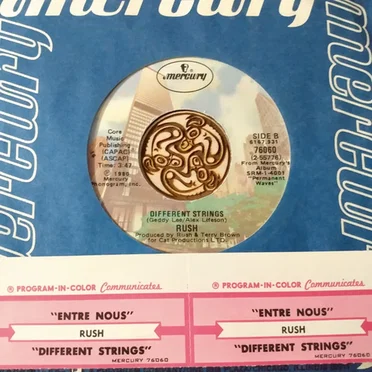 mercury
mercury
mercury
mercury
Core
Music
Publishing
(CAPAC)
(ASCAP)
Time: 3:47
℗ 1980
Mercury
Phonogram, Inc.
SIDE B
76060
From Mercury's
Album
SRM-1-4001
"Permanent
Waves"
DIFFERENT STRINGS
(Geddy Lee/Alex Lifeson)
RUSH
Produced by Rush & Terry Brown
for Cat Productions LTD.
® PROGRAM-IN-COLOR Communicates
® PROGRAM-IN-COLOR Communicates
"ENTRE NOUS"
RUSH
"DIFFERENT STRINGS"
MERCURY 76060
"ENTRE NOUS"
RUSH
"DIFFERENT STRINGS"
MERCURY 76060